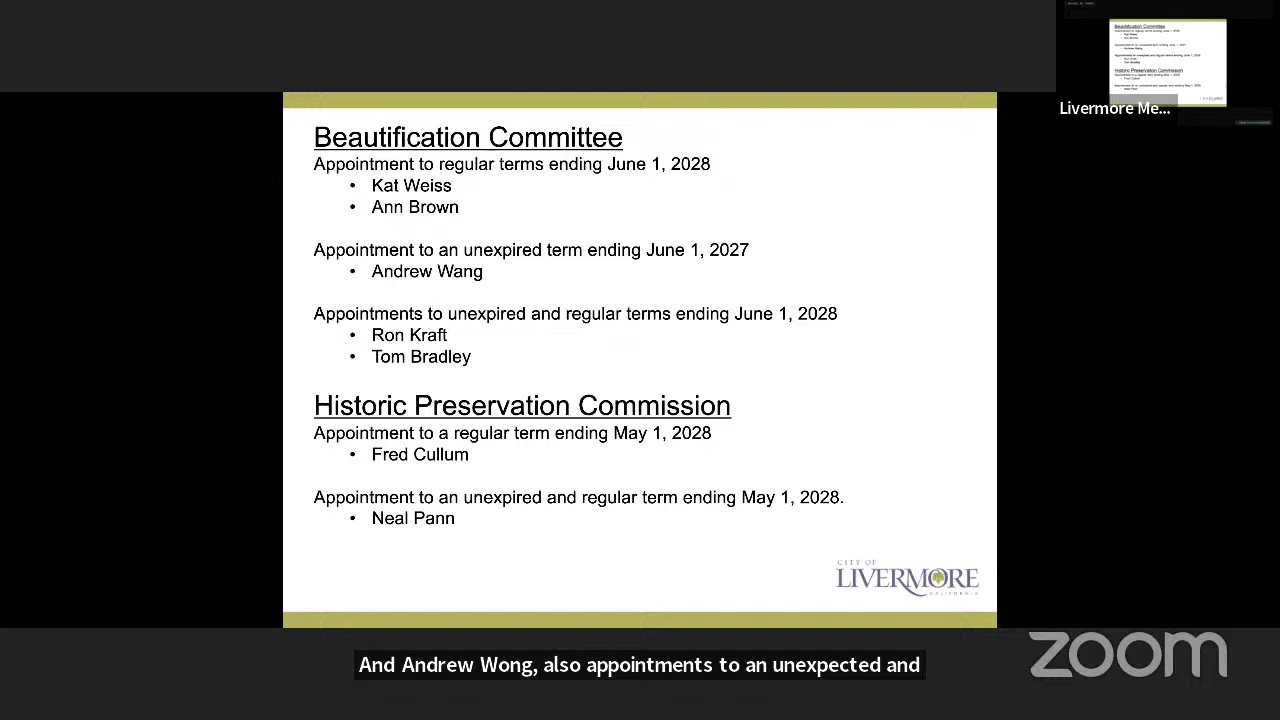 Beautification Committee
Appointment to regular terms ending June 1, 2028
• Kat Weiss
• Ann Brown
Appointment to an unexpired term ending June 1, 2027
• Andrew Wang
Appointments to unexpired and regular terms ending June 1, 2028
• Ron Kraft
• Tom Bradley
Historic Preservation Commission
Appointment to a regular term ending May 1, 2028
• Fred Cullum
Appointment to an unexpired and regular term ending May 1, 2028.
• Neal Pann
CITY OF
LIVERMORE
CALIFORNIA
Livermore Me...
And Andrew Wong, also appointments to an unexpected and
zoom